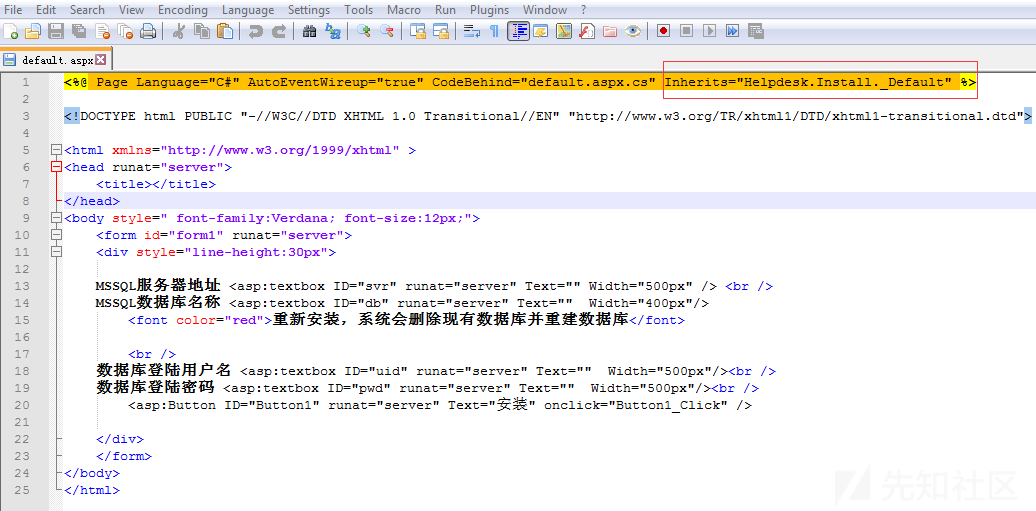 File Edit Search View Encoding Language Settings Tools Macro Run Plugins Window ?
default.aspx
1 <%@ Page Language="C#" AutoEventWireup="true" CodeBehind="default.aspx.cs" Inherits="Helpdesk.Install._Default" %>
2
3 <!DOCTYPE html PUBLIC "-//W3C//DTD XHTML 1.0 Transitional//EN" "http://www.w3.org/TR/xhtml1/DTD/xhtml1-transitional.dtd">
4
5 <html xmlns="http://www.w3.org/1999/xhtml" >
6 <head runat="server">
7 <title></title>
8 </head>
9 <body style=" font-family:Verdana; font-size:12px;">
10 <form id="form1" runat="server">
11 <div style="line-height:30px">
12
13 MSSQL服务器地址 <asp:textbox ID="svr" runat="server" Text="" Width="500px" /> <br />
14 MSSQL数据库名称 <asp:textbox ID="db" runat="server" Text="" Width="400px"/>
15 <font color="red">重新安装，系统会删除现有数据库并重建数据库</font>
16
17 <br />
18 数据库登陆用户名 <asp:textbox ID="uid" runat="server" Text="" Width="500px"/><br />
19 数据库登陆密码 <asp:textbox ID="pwd" runat="server" Text="" Width="500px"/><br />
20 <asp:Button ID="Button1" runat="server" Text="安装" onclick="Button1_Click" />
21
22 </div>
23 </form>
24 </body>
25 </html>
先知社区